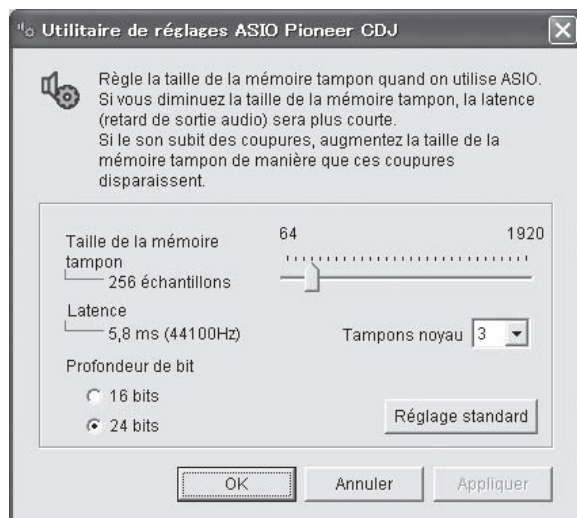 Utilitaire de réglages ASIO Pioneer CDJ
Règle la taille de la mémoire tampon quand on utilise ASIO.
Si vous diminuez la taille de la mémoire tampon, la latence
(retard de sortie audio) sera plus courte.
Si le son subit des coupures, augmentez la taille de la
mémoire tampon de manière que ces coupures
disparaissent.
64 1920
Taille de la mémoire
tampon
256 échantillons
Latence
5,8 ms (44100Hz)
Tampons noyau 3
Profondeur de bit
16 bits
24 bits
Réglage standard
OK Annuler Appliquer